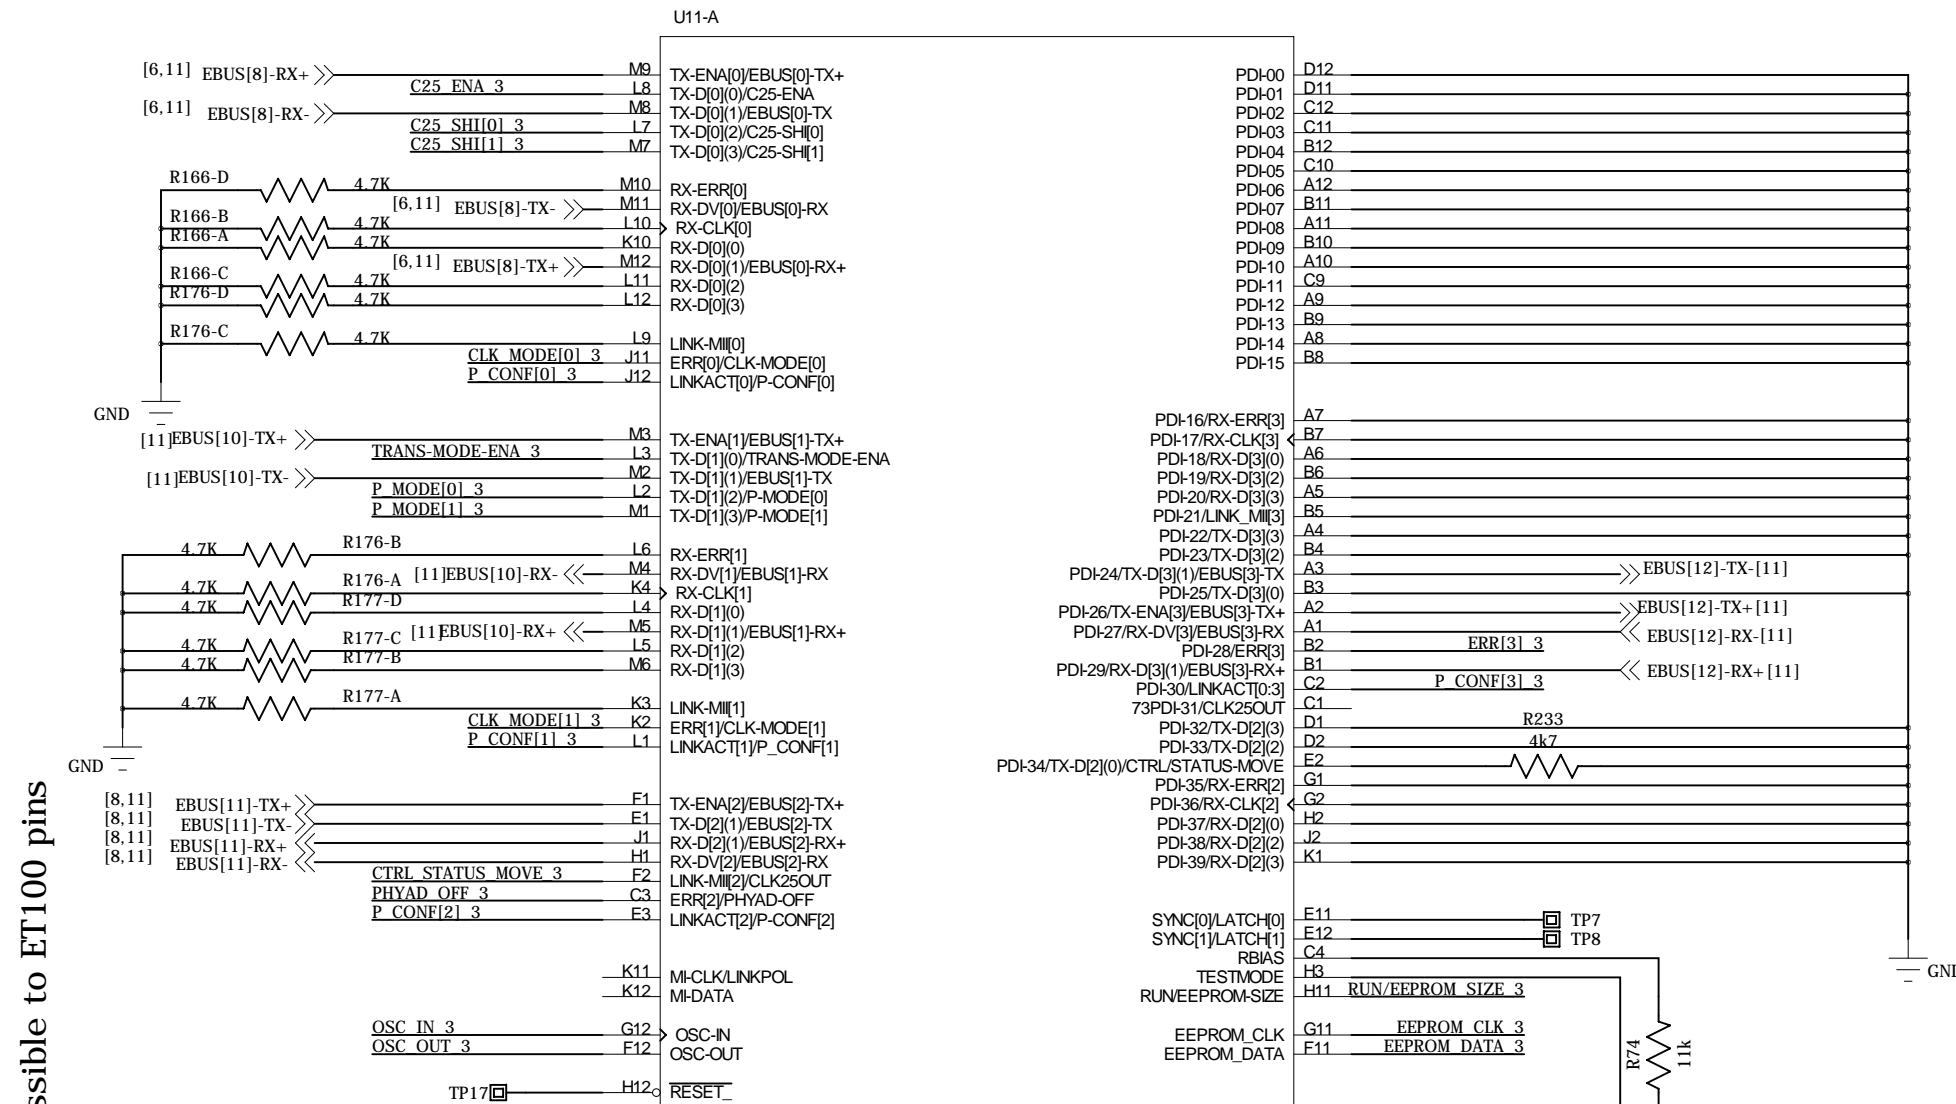 U11-A
[6,11] EBUS[8]-RX+ M9 TX-ENA[0]/EBUS[0]-TX+
C25_ENA_3 L8 TX-D[0](0)/C25-ENA
[6,11] EBUS[8]-RX- M8 TX-D[0](1)/EBUS[0]-TX
C25_SHI[0]_3 L7 TX-D[0](2)/C25-SHI[0]
C25_SHI[1]_3 M7 TX-D[0](3)/C25-SHI[1]
R166-D 4.7K M10 RX-ERR[0]
[6,11] EBUS[8]-TX- M11 RX-DV[0]/EBUS[0]-RX
R166-B 4.7K L10 RX-CLK[0]
R166-A 4.7K K10 RX-D[0](0)
[6,11] EBUS[8]-TX+ M12 RX-D[0](1)/EBUS[0]-RX+
R166-C 4.7K L11 RX-D[0](2)
R176-D 4.7K L12 RX-D[0](3)
R176-C 4.7K L9 LINK-MII[0]
CLK_MODE[0]_3 J11 ERR[0]/CLK-MODE[0]
P_CONF[0]_3 J12 LINKACT[0]/P-CONF[0]
GND
[11]EBUS[10]-TX+ M3 TX-ENA[1]/EBUS[1]-TX+
TRANS-MODE-ENA_3 L3 TX-D[1](0)/TRANS-MODE-ENA
[11]EBUS[10]-TX- M2 TX-D[1](1)/EBUS[1]-TX
P_MODE[0]_3 L2 TX-D[1](2)/P-MODE[0]
P_MODE[1]_3 M1 TX-D[1](3)/P-MODE[1]
4.7K R176-B L6 RX-ERR[1]
[11]EBUS[10]-RX- M4 RX-DV[1]/EBUS[1]-RX
4.7K R176-A K4 RX-CLK[1]
4.7K R177-D L4 RX-D[1](0)
[11]EBUS[10]-RX+ M5 RX-D[1](1)/EBUS[1]-RX+
4.7K R177-C L5 RX-D[1](2)
4.7K R177-B M6 RX-D[1](3)
4.7K R177-A K3 LINK-MII[1]
CLK_MODE[1]_3 K2 ERR[1]/CLK-MODE[1]
P_CONF[1]_3 L1 LINKACT[1]/P_CONF[1]
GND
[8,11] EBUS[11]-TX+ F1 TX-ENA[2]/EBUS[2]-TX+
[8,11] EBUS[11]-TX- E1 TX-D[2](1)/EBUS[2]-TX
[8,11] EBUS[11]-RX+ J1 RX-D[2](1)/EBUS[2]-RX+
[8,11] EBUS[11]-RX- H1 RX-DV[2]/EBUS[2]-RX
CTRL_STATUS_MOVE_3 F2 LINK-MII[2]/CLK25OUT
PHYAD_OFF_3 C3 ERR[2]/PHYAD-OFF
P_CONF[2]_3 E3 LINKACT[2]/P-CONF[2]
K11 MI-CLK/LINKPOL
K12 MI-DATA
OSC_IN_3 G12 OSC-IN
OSC_OUT_3 F12 OSC-OUT
TP17 H12 RESET_
PDI-00 D12
PDI-01 D11
PDI-02 C12
PDI-03 C11
PDI-04 B12
PDI-05 C10
PDI-06 A12
PDI-07 B11
PDI-08 A11
PDI-09 B10
PDI-10 A10
PDI-11 C9
PDI-12 A9
PDI-13 B9
PDI-14 A8
PDI-15 B8
PDI-16/RX-ERR[3] A7
PDI-17/RX-CLK[3] B7
PDI-18/RX-D[3](0) A6
PDI-19/RX-D[3](2) B6
PDI-20/RX-D[3](3) A5
PDI-21/LINK_MII[3] B5
PDI-22/TX-D[3](3) A4
PDI-23/TX-D[3](2) B4
PDI-24/TX-D[3](1)/EBUS[3]-TX A3 EBUS[12]-TX-[11]
PDI-25/TX-D[3](0) B3
PDI-26/TX-ENA[3]/EBUS[3]-TX+ A2 EBUS[12]-TX+[11]
PDI-27/RX-DV[3]/EBUS[3]-RX A1 EBUS[12]-RX-[11]
PDI-28/ERR[3] B2 ERR[3]_3
PDI-29/RX-D[3](1)/EBUS[3]-RX+ B1 EBUS[12]-RX+[11]
PDI-30/LINKACT[0:3] C2 P_CONF[3]_3
73PDI-31/CLK25OUT C1
PDI-32/TX-D[2](3) D1 R233
PDI-33/TX-D[2](2) D2 4k7
PDI-34/TX-D[2](0)/CTRL/STATUS-MOVE E2
PDI-35/RX-ERR[2] G1
PDI-36/RX-CLK[2] G2
PDI-37/RX-D[2](0) H2
PDI-38/RX-D[2](2) J2
PDI-39/RX-D[2](3) K1
SYNC[0]/LATCH[0] E11 TP7
SYNC[1]/LATCH[1] E12 TP8
RBIAS C4
TESTMODE H3
RUN/EEPROM-SIZE H11 RUN/EEPROM_SIZE_3
EEPROM_CLK G11 EEPROM_CLK_3
EEPROM_DATA F11 EEPROM_DATA_3
R74 11k
GND
ssible to ET100 pins